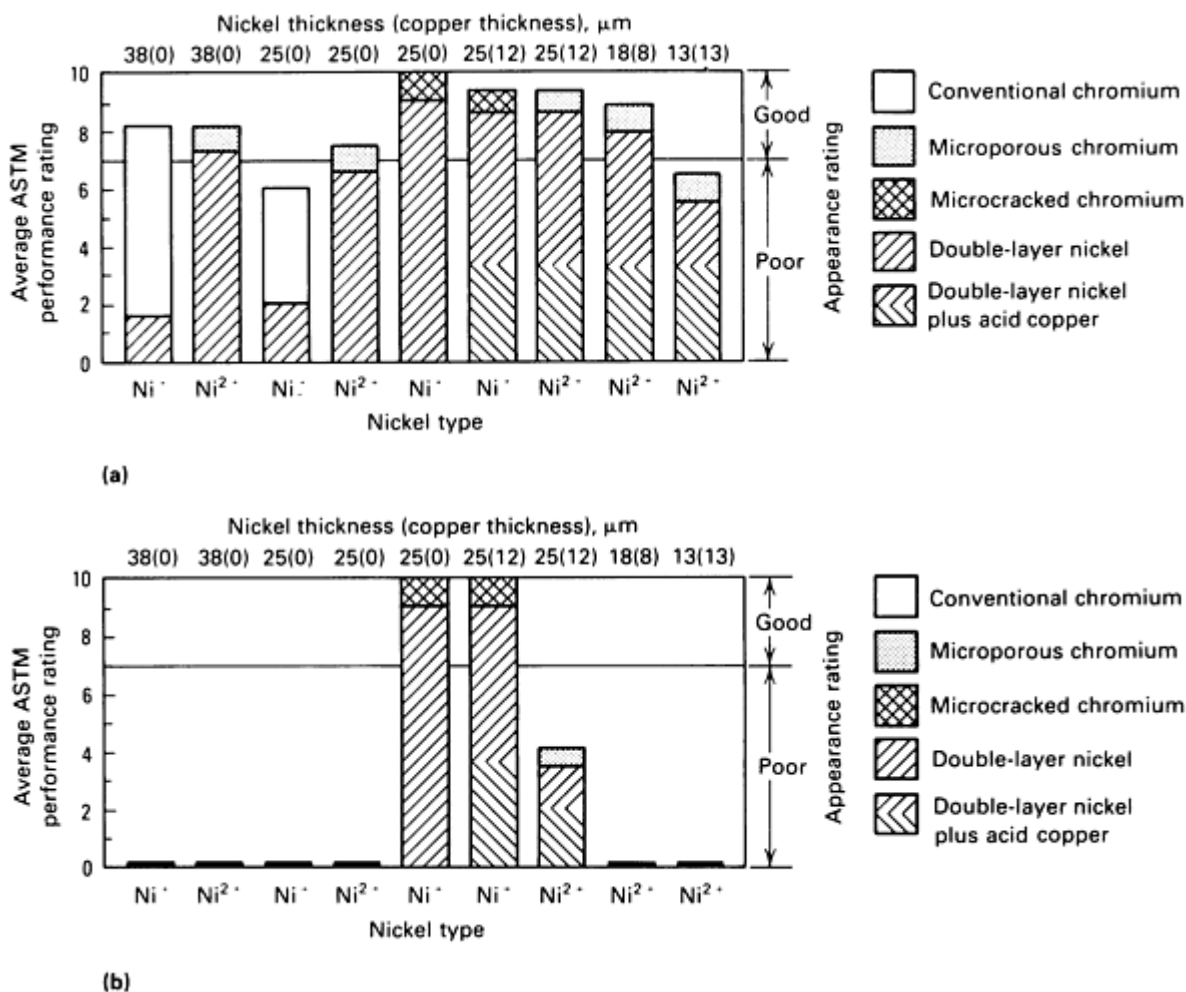 Nickel thickness (copper thickness), μm
38(0) 38(0) 25(0) 25(0) 25(0) 25(12) 25(12) 18(8) 13(13)
Average ASTM
performance rating
10
8
6
4
2
0
Good
Poor
Appearance rating
Conventional chromium
Microporous chromium
Microcracked chromium
Double-layer nickel
Double-layer nickel
plus acid copper
Ni⁺ Ni²⁺ Ni⁺ Ni²⁺ Ni⁺ Ni⁺ Ni²⁺ Ni²⁺ Ni²⁺
Nickel type
(a)
Nickel thickness (copper thickness), μm
38(0) 38(0) 25(0) 25(0) 25(0) 25(12) 25(12) 18(8) 13(13)
Average ASTM
performance rating
10
8
6
4
2
0
Good
Poor
Appearance rating
Conventional chromium
Microporous chromium
Microcracked chromium
Double-layer nickel
Double-layer nickel
plus acid copper
Ni⁺ Ni²⁺ Ni⁺ Ni²⁺ Ni⁺ Ni⁺ Ni²⁺ Ni²⁺ Ni²⁺
Nickel type
(b)